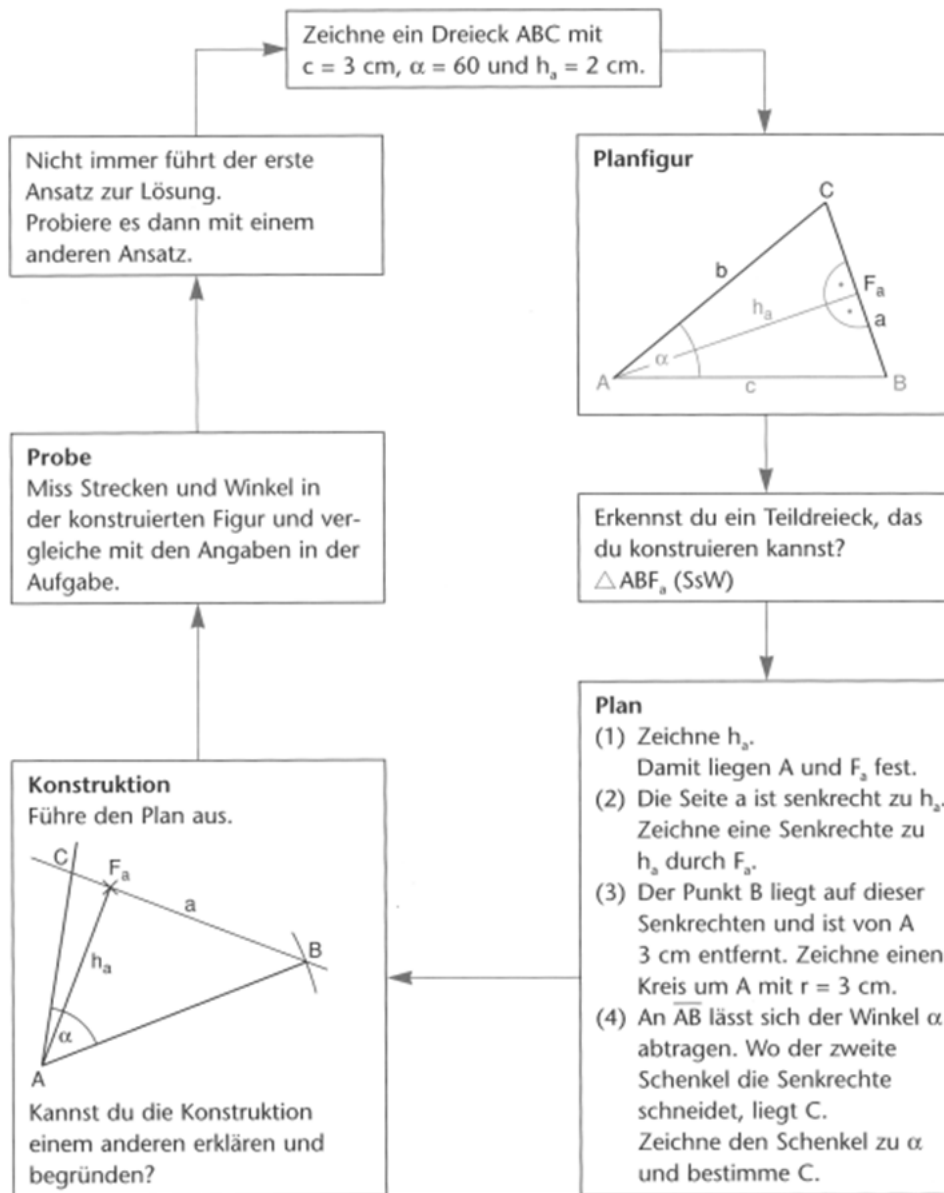 Zeichne ein Dreieck ABC mit
c = 3 cm, α = 60 und hₐ = 2 cm.
Planfigur
C
b
Fₐ
hₐ
a
α
A
c
B
Erkennst du ein Teildreieck, das
du konstruieren kannst?
△ ABFₐ (SsW)
Plan
(1) Zeichne hₐ.
Damit liegen A und Fₐ fest.
(2) Die Seite a ist senkrecht zu hₐ.
Zeichne eine Senkrechte zu
hₐ durch Fₐ.
(3) Der Punkt B liegt auf dieser
Senkrechten und ist von A
3 cm entfernt. Zeichne einen
Kreis um A mit r = 3 cm.
(4) An A̅B̅ lässt sich der Winkel α
abtragen. Wo der zweite
Schenkel die Senkrechte
schneidet, liegt C.
Zeichne den Schenkel zu α
und bestimme C.
Konstruktion
Führe den Plan aus.
C
Fₐ
a
B
hₐ
α
A
Kannst du die Konstruktion
einem anderen erklären und
begründen?
Probe
Miss Strecken und Winkel in
der konstruierten Figur und ver-
gleiche mit den Angaben in der
Aufgabe.
Nicht immer führt der erste
Ansatz zur Lösung.
Probiere es dann mit einem
anderen Ansatz.